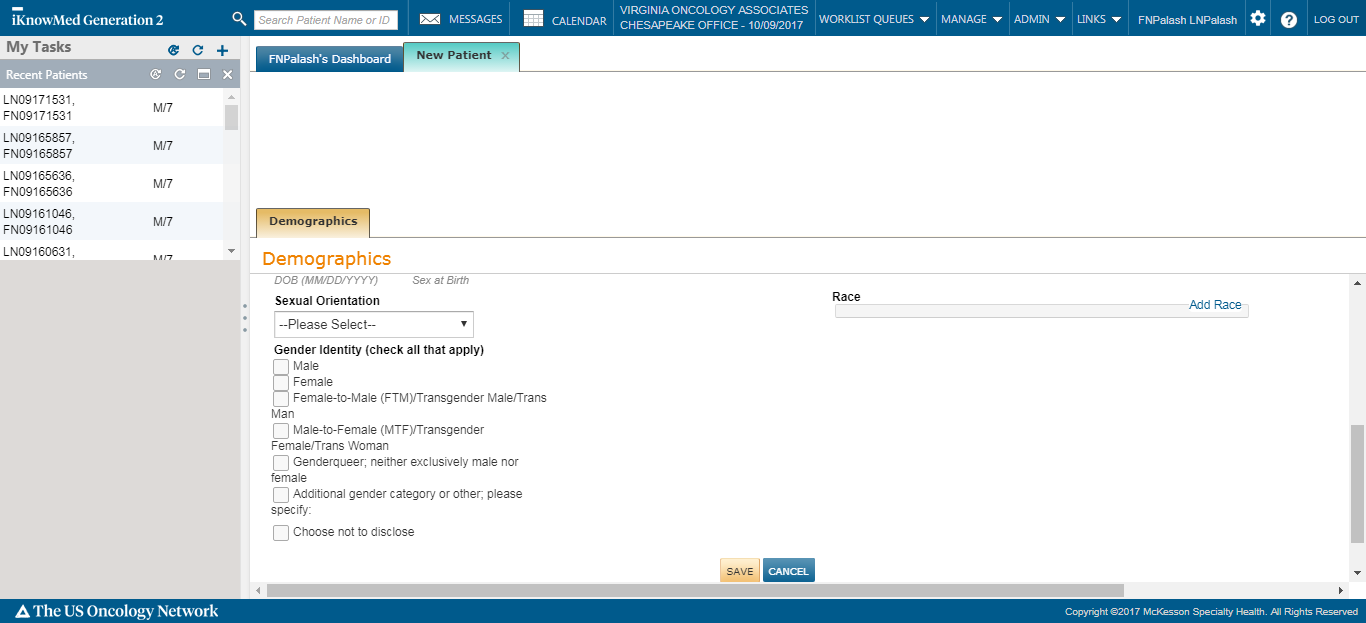 iKnowMed Generation 2
Search Patient Name or ID
MESSAGES
CALENDAR
VIRGINIA ONCOLOGY ASSOCIATES
CHESAPEAKE OFFICE - 10/09/2017
WORKLIST QUEUES
MANAGE
ADMIN
LINKS
FNPalash LNPalash
LOG OUT
My Tasks
Recent Patients
LN09171531,
FN09171531
M/7
LN09165857,
FN09165857
M/7
LN09165636,
FN09165636
M/7
LN09161046,
FN09161046
M/7
LN09160631,
M/7
FNPalash's Dashboard
New Patient
Demographics
Demographics
DOB (MM/DD/YYYY)
Sex at Birth
Sexual Orientation
--Please Select--
Race
Add Race
Gender Identity (check all that apply)
Male
Female
Female-to-Male (FTM)/Transgender Male/Trans
Man
Male-to-Female (MTF)/Transgender
Female/Trans Woman
Genderqueer; neither exclusively male nor
female
Additional gender category or other; please
specify:
Choose not to disclose
SAVE
CANCEL
The US Oncology Network
Copyright ©2017 McKesson Specialty Health. All Rights Reserved